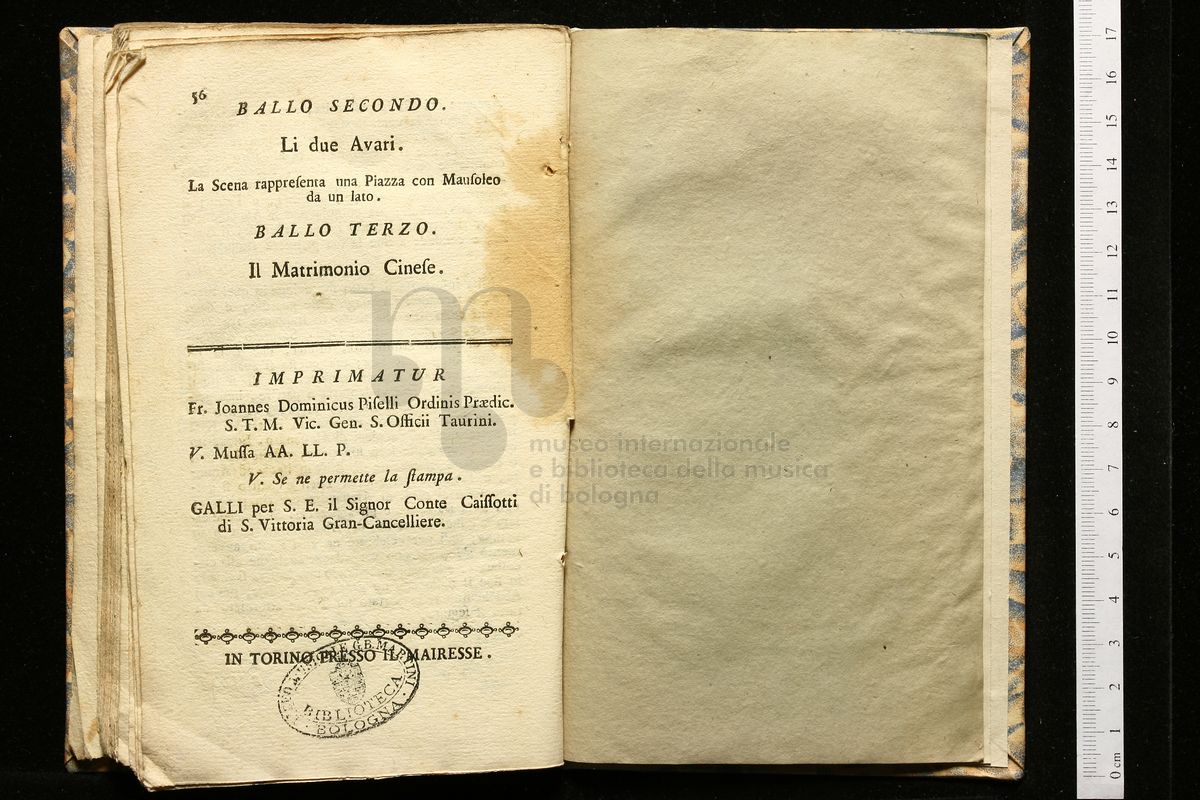 56
BALLO SECONDO.
Li due Avari.
La Scena rappreſenta una Piazza con Mauſoleo
da un lato.
BALLO TERZO.
Il Matrimonio Cineſe.
IMPRIMATUR
Fr. Joannes Dominicus Piſelli Ordinis Prædic.
S. T. M. Vic. Gen. S. Officii Taurini.
V. Muſſa AA. LL. P.
V. Se ne permette la ſtampa.
GALLI per S. E. il Signor Conte Caiſſotti
di S. Vittoria Gran-Cancelliere.
IN TORINO PRESSO IL MAIRESSE.
G.B. MARTINI
BIBLIOTECA
BOLOGNA
museo internazionale
e biblioteca della musica
di bologna
17
16
15
14
13
12
11
10
9
8
7
6
5
4
3
2
1
0 cm